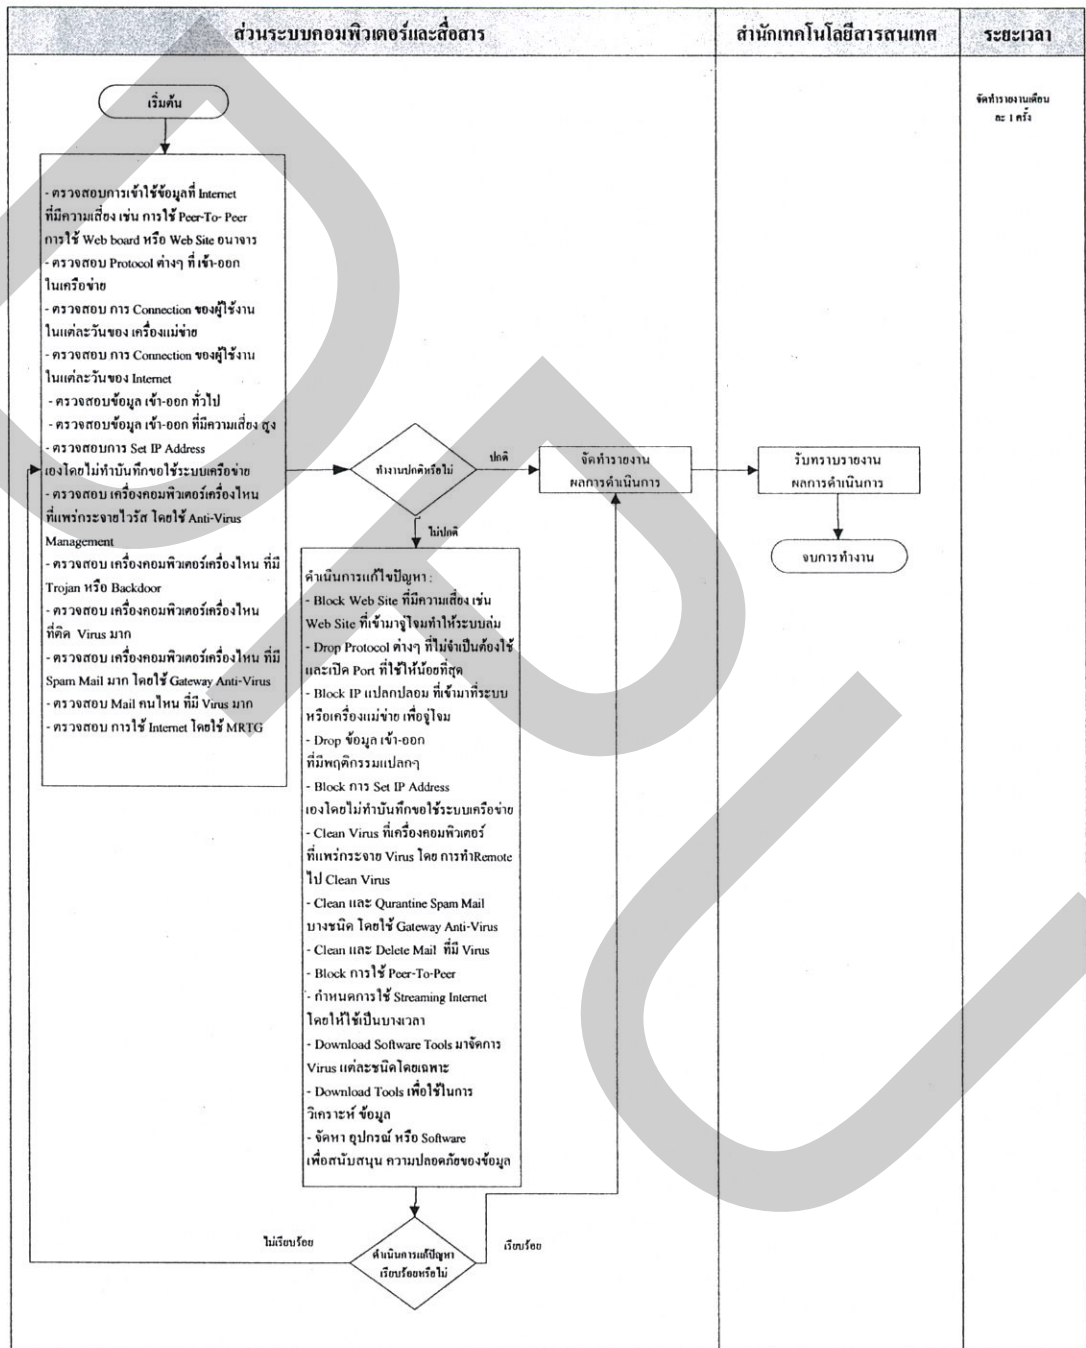 ส่วนระบบคอมพิวเตอร์และสื่อสาร
สำนักเทคโนโลยีสารสนเทศ
ระยะเวลา
เริ่มต้น
จัดทำรายงานเดือน
ละ 1 ครั้ง
- ตรวจสอบการเข้าใช้ข้อมูลที่ Internet
ที่มีความเสี่ยง เช่น การใช้ Peer-To- Peer
การใช้ Web board หรือ Web Site อนาจาร
- ตรวจสอบ Protocol ต่างๆ ที่ เข้า-ออก
ในเครือข่าย
- ตรวจสอบ การ Connection ของผู้ใช้งาน
ในแต่ละวันของ เครื่องแม่ข่าย
- ตรวจสอบ การ Connection ของผู้ใช้งาน
ในแต่ละวันของ Internet
- ตรวจสอบข้อมูล เข้า-ออก ทั่วไป
- ตรวจสอบข้อมูล เข้า-ออก ที่มีความเสี่ยง สูง
- ตรวจสอบการ Set IP Address
เองโดยไม่ทำบันทึกขอใช้ระบบเครือข่าย
- ตรวจสอบ เครื่องคอมพิวเตอร์เครื่องไหน
ที่แพร่กระจายไวรัส โดยใช้ Anti-Virus
Management
- ตรวจสอบ เครื่องคอมพิวเตอร์เครื่องไหน ที่มี
Trojan หรือ Backdoor
- ตรวจสอบ เครื่องคอมพิวเตอร์เครื่องไหน
ที่ติด Virus มาก
- ตรวจสอบ เครื่องคอมพิวเตอร์เครื่องไหน ที่มี
Spam Mail มาก โดยใช้ Gateway Anti-Virus
- ตรวจสอบ Mail คนไหน ที่มี Virus มาก
- ตรวจสอบ การใช้ Internet โดยใช้ MRTG
ทำงานปกติหรือไม่
ปกติ
จัดทำรายงาน
ผลการดำเนินการ
รับทราบรายงาน
ผลการดำเนินการ
จบการทำงาน
ไม่ปกติ
ดำเนินการแก้ไขปัญหา :
- Block Web Site ที่มีความเสี่ยง เช่น
Web Site ที่เข้ามาจู่โจมทำให้ระบบล่ม
- Drop Protocol ต่างๆ ที่ไม่จำเป็นต้องใช้
และเปิด Port ที่ใช้ให้น้อยที่สุด
- Block IP แปลกปลอม ที่เข้ามาที่ระบบ
หรือเครื่องแม่ข่าย เพื่อจู่โจม
- Drop ข้อมูล เข้า-ออก
ที่มีพฤติกรรมแปลกๆ
- Block การ Set IP Address
เองโดยไม่ทำบันทึกขอใช้ระบบเครือข่าย
- Clean Virus ที่เครื่องคอมพิวเตอร์
ที่แพร่กระจาย Virus โดย การทำRemote
ไป Clean Virus
- Clean และ Qurantine Spam Mail
บางชนิด โดยใช้ Gateway Anti-Virus
- Clean และ Delete Mail ที่มี Virus
- Block การใช้ Peer-To-Peer
- กำหนดการใช้ Streaming Internet
โดยให้ใช้เป็นบางเวลา
- Download Software Tools มาจัดการ
Virus แต่ละชนิดโดยเฉพาะ
- Download Tools เพื่อใช้ในการ
วิเคราะห์ ข้อมูล
- จัดหา อุปกรณ์ หรือ Software
เพื่อสนับสนุน ความปลอดภัยของข้อมูล
ไม่เรียบร้อย
ดำเนินการแก้ปัญหา
เรียบร้อยหรือไม่
เรียบร้อย
DPU